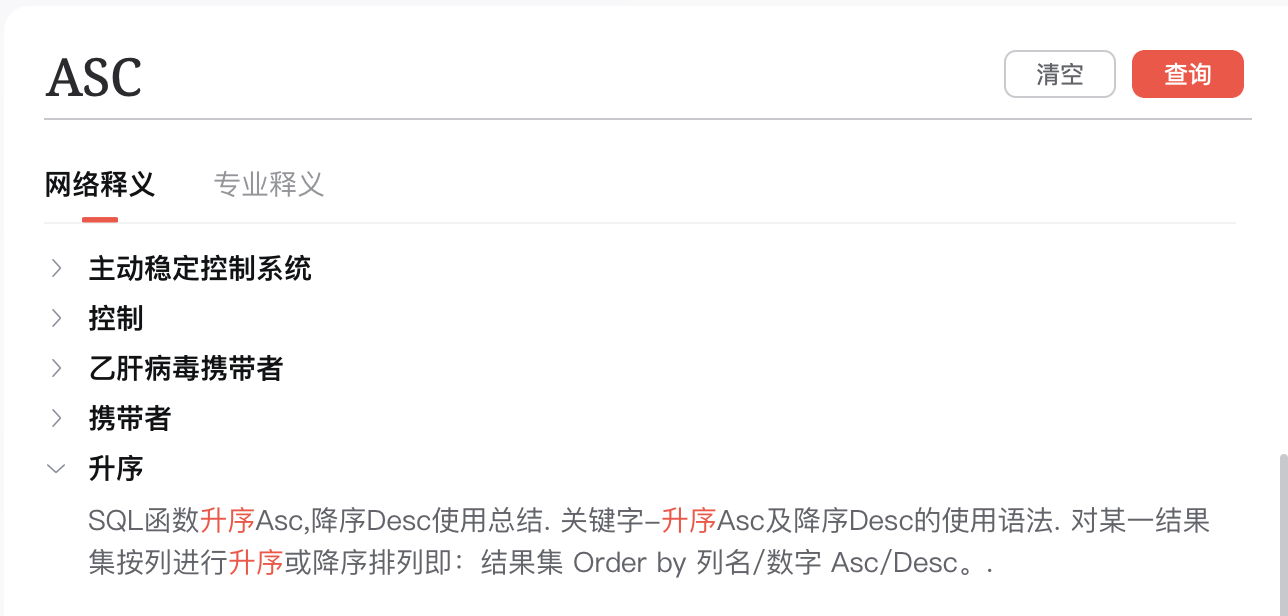 ASC
清空
查询
网络释义
专业释义
主动稳定控制系统
控制
乙肝病毒携带者
携带者
升序
SQL函数升序Asc,降序Desc使用总结. 关键字–升序Asc及降序Desc的使用语法. 对某一结果
集按列进行升序或降序排列即：结果集 Order by 列名/数字 Asc/Desc。.